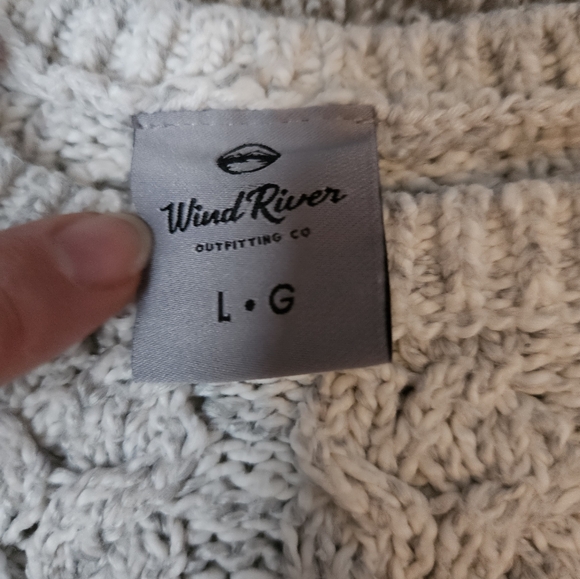 Wind River
OUTFITTING CO
L • G